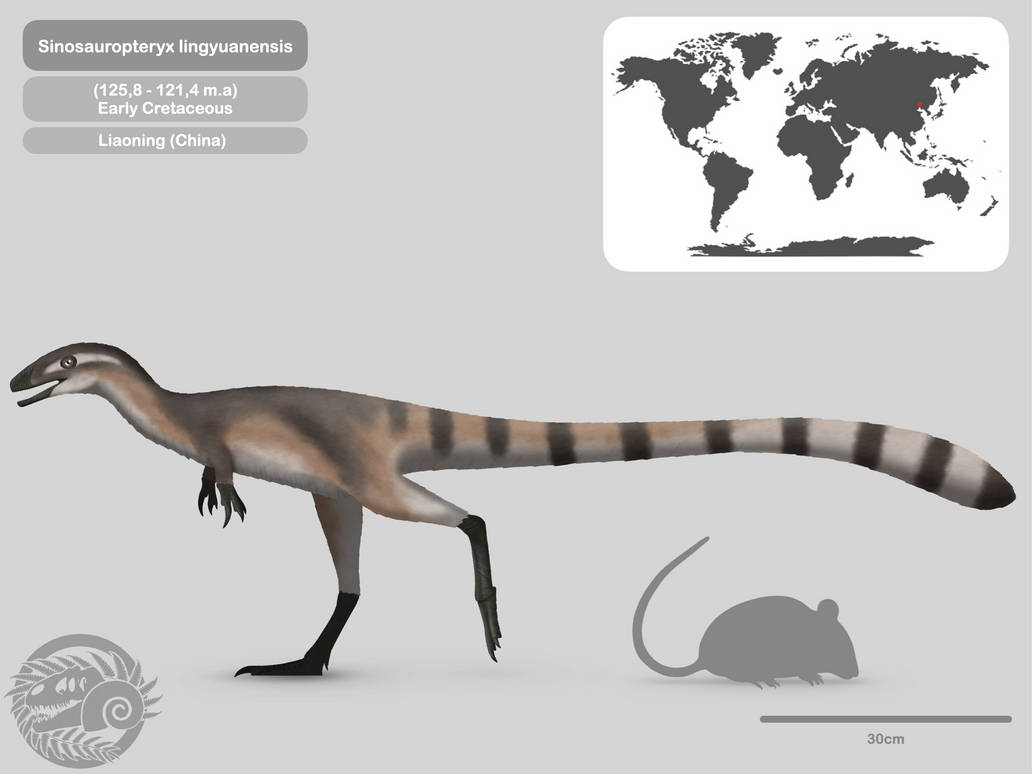 Sinosauropteryx lingyuanensis
(125,8 - 121,4 m.a)
Early Cretaceous
Liaoning (China)
30cm